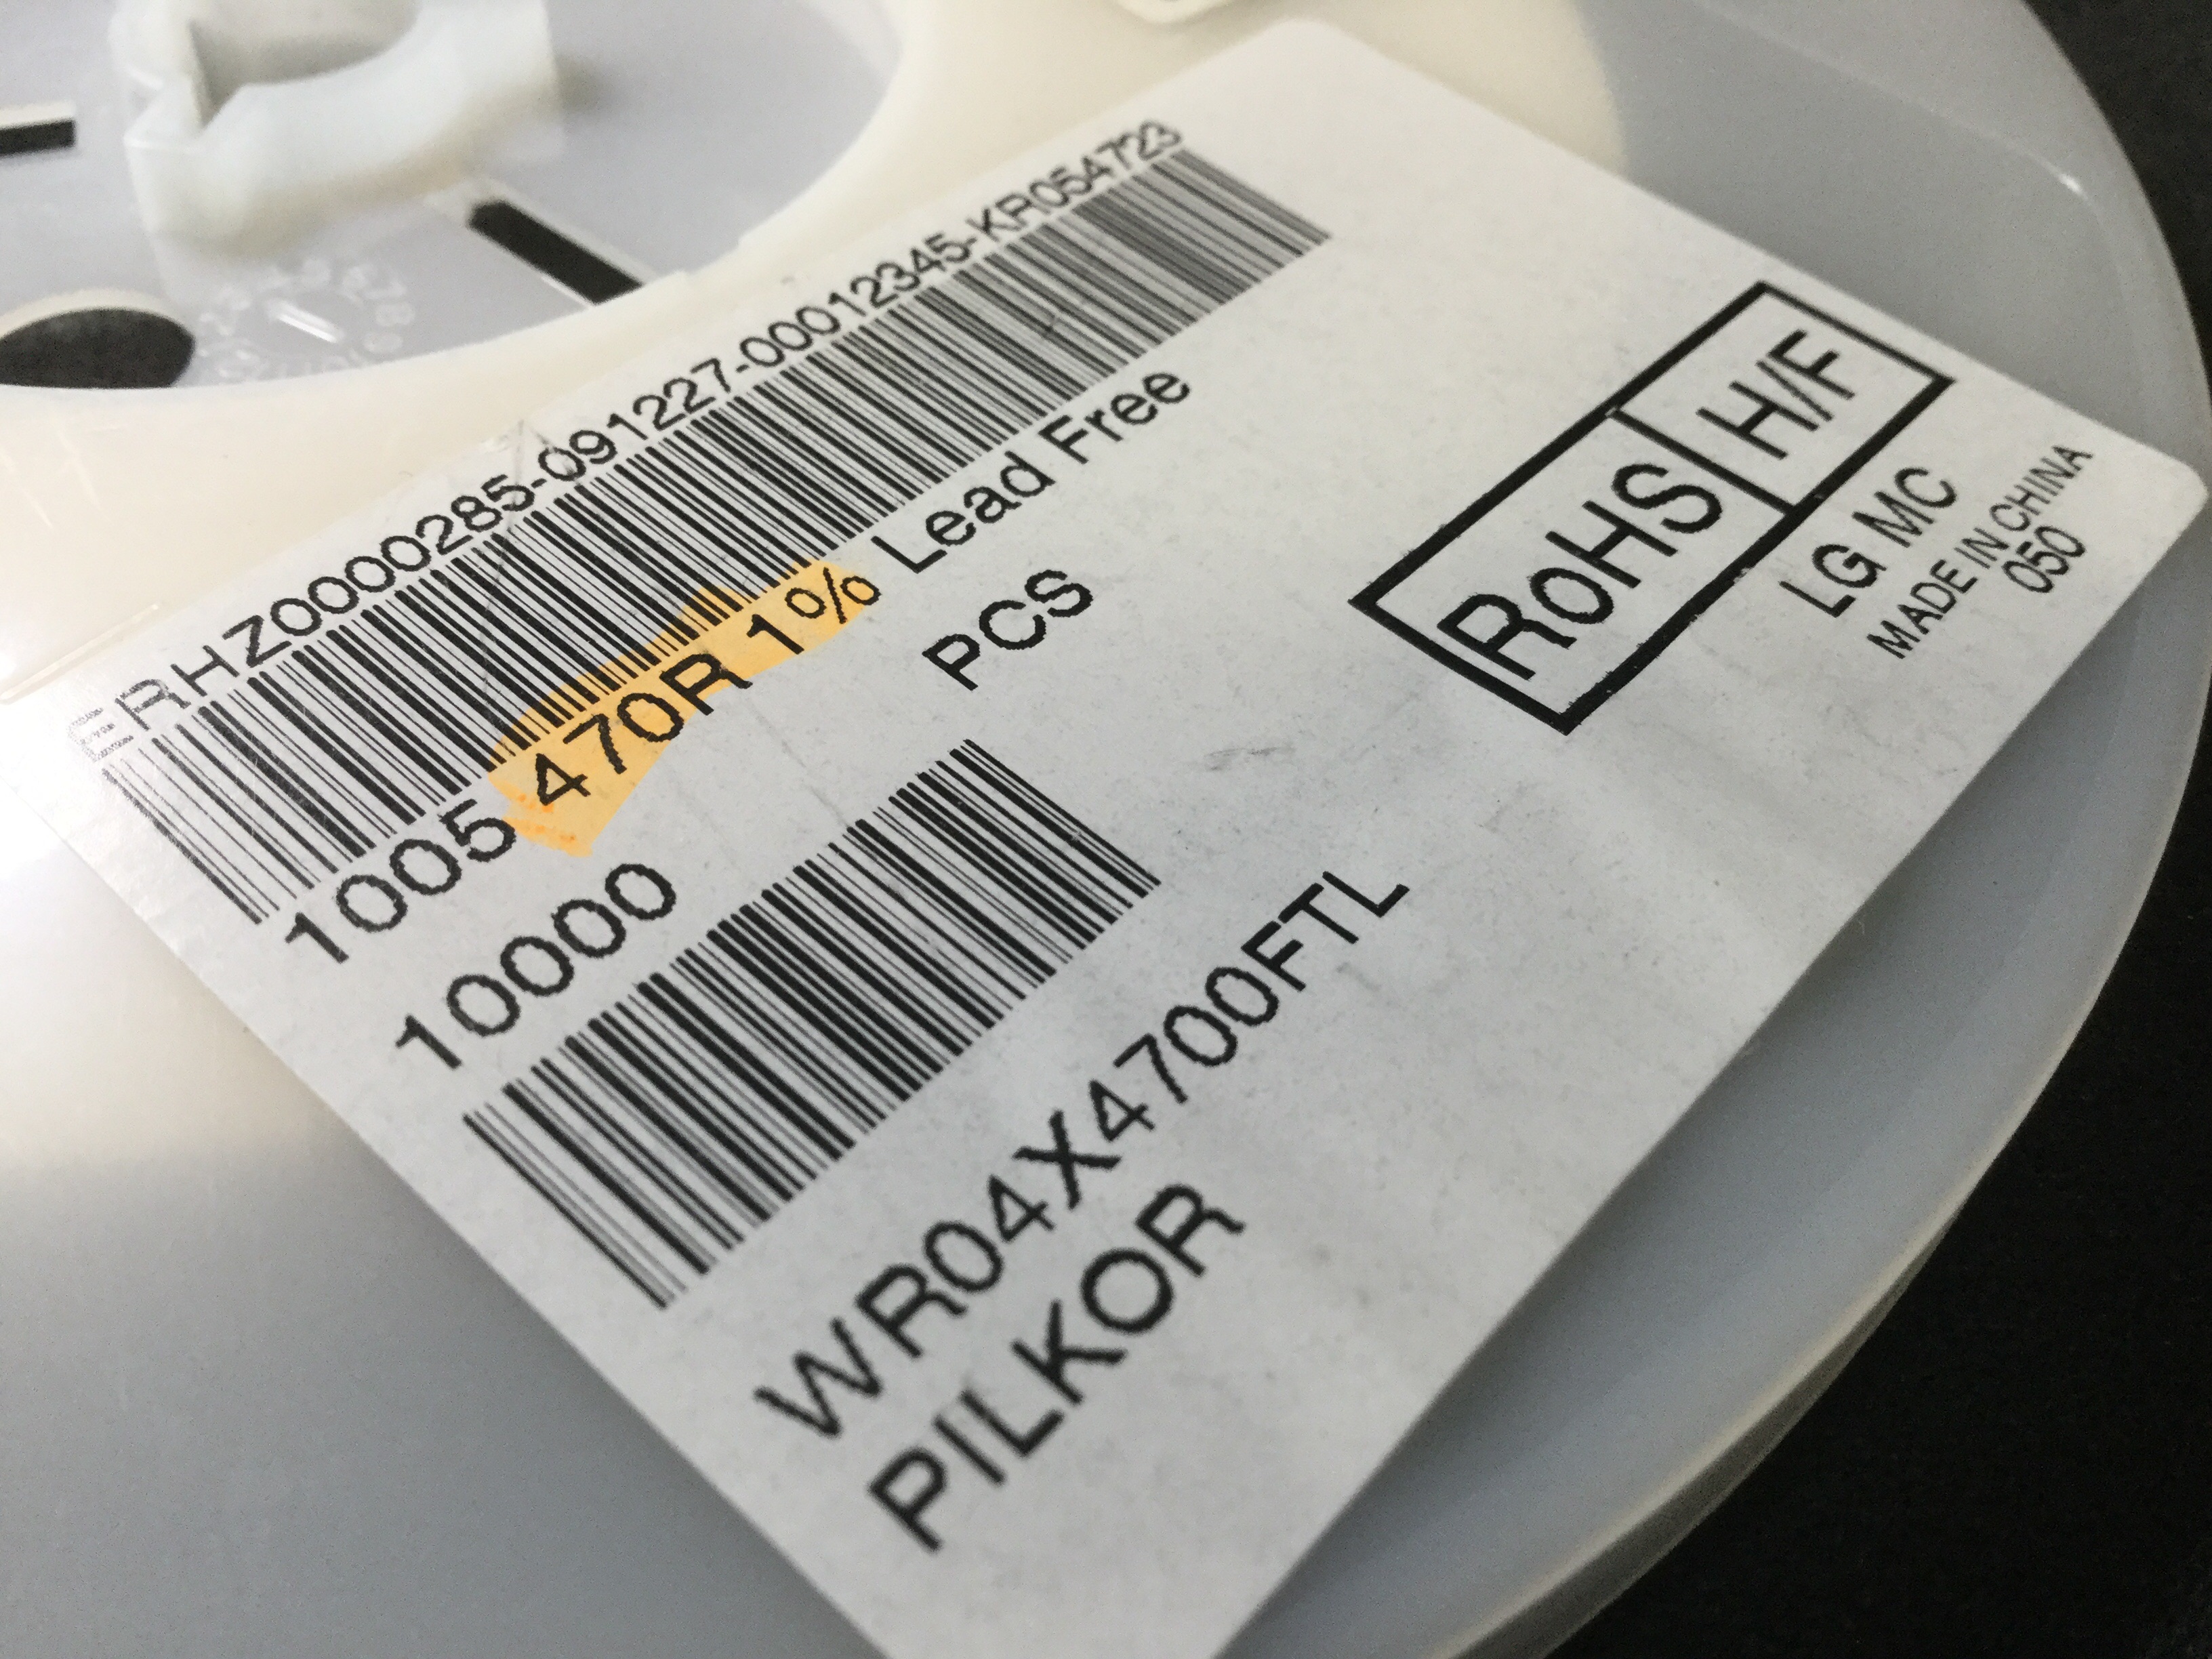 ERHZ0000285-091227-00012345-KR054723
1005 470R 1% Lead Free
10000 PCS
WR04X4700FTL
PILKOR
RoHS H/F
LG MC
MADE IN CHINA
050